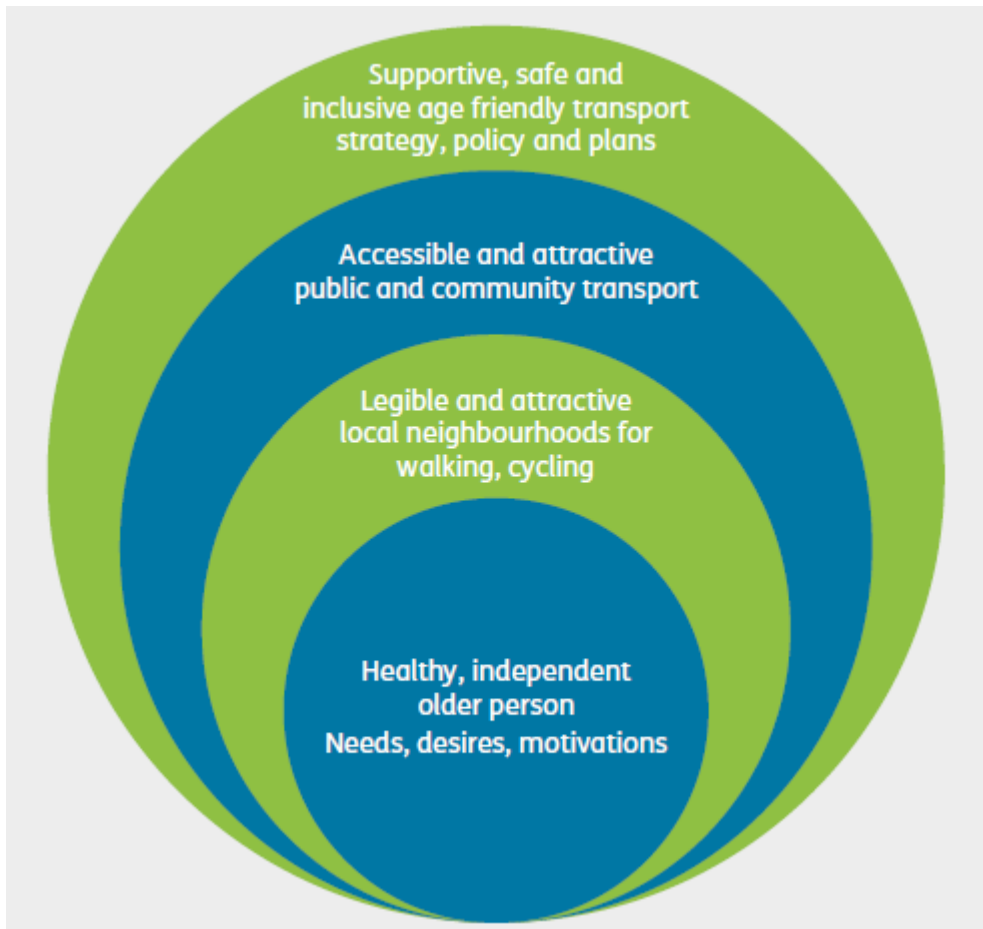 Supportive, safe and
inclusive age friendly transport
strategy, policy and plans
Accessible and attractive
public and community transport
Legible and attractive
local neighbourhoods for
walking, cycling
Healthy, independent
older person
Needs, desires, motivations